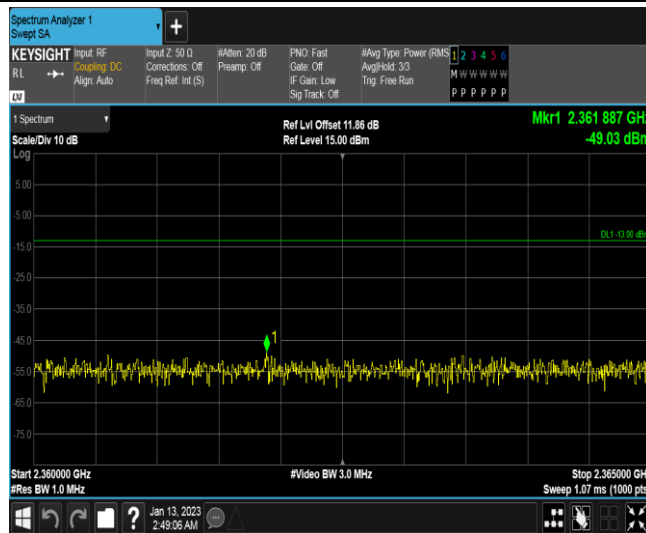 Spectrum Analyzer 1
Swept SA
+
KEYSIGHT
RL
Input: RF
Coupling: DC
Align: Auto
Input Z: 50 Ω
Corrections: Off
Freq Ref: Int (S)
#Atten: 20 dB
Preamp: Off
PNO: Fast
Gate: Off
IF Gain: Low
Sig Track: Off
#Avg Type: Power (RMS
Avg|Hold: 3/3
Trig: Free Run
1 2 3 4 5 6
M W W W W W
P P P P P P
1 Spectrum
Scale/Div 10 dB
Ref Lvl Offset 11.86 dB
Ref Level 15.00 dBm
Mkr1 2.361 887 GHz
-49.03 dBm
Log
5.00
-5.00
-15.0
-25.0
-35.0
-45.0
-55.0
-65.0
-75.0
DL1 -13.00 dBm
1
Start 2.360000 GHz
#Res BW 1.0 MHz
#Video BW 3.0 MHz
Stop 2.365000 GHz
Sweep 1.07 ms (1000 pts)
?
Jan 13, 2023
2:49:06 AM